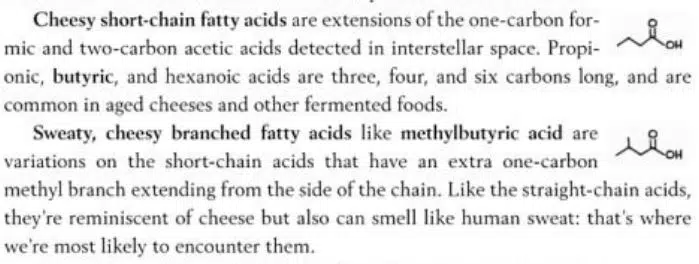 Cheesy short-chain fatty acids are extensions of the one-carbon for-
mic and two-carbon acetic acids detected in interstellar space. Propi-
onic, butyric, and hexanoic acids are three, four, and six carbons long, and are
common in aged cheeses and other fermented foods.
Sweaty, cheesy branched fatty acids like methylbutyric acid are
variations on the short-chain acids that have an extra one-carbon
methyl branch extending from the side of the chain. Like the straight-chain acids,
they're reminiscent of cheese but also can smell like human sweat: that's where
we're most likely to encounter them.
O
OH
O
OH